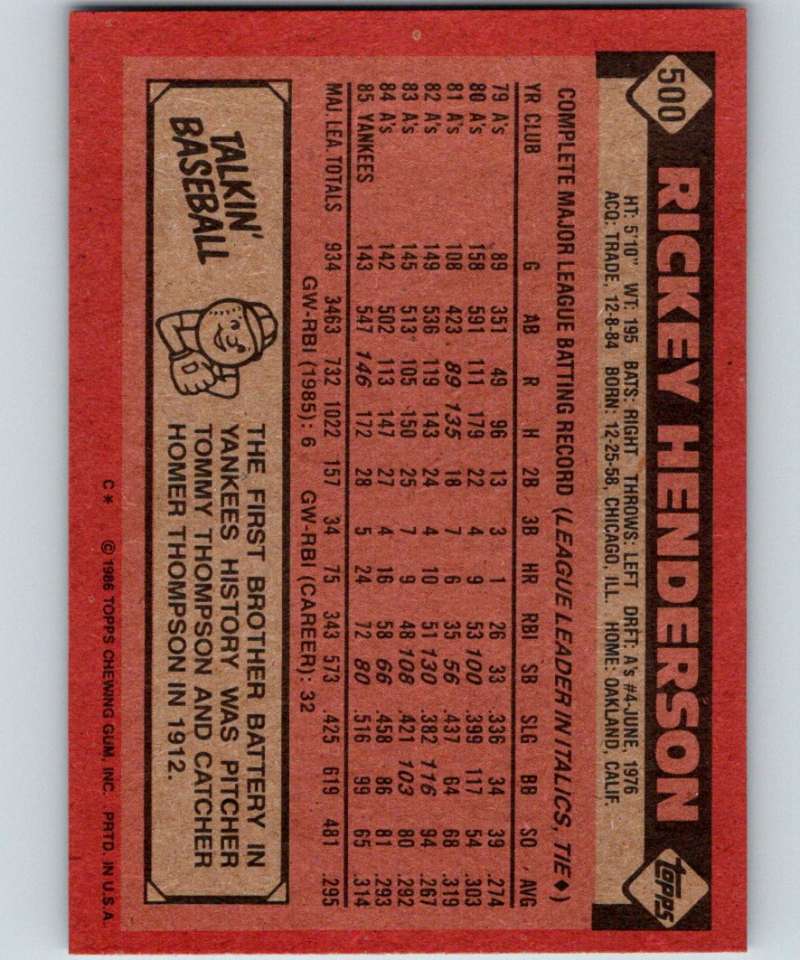 500
RICKEY HENDERSON
topps
HT: 5'10" WT: 195 BATS: RIGHT THROWS: LEFT DRFT: A's #4-JUNE, 1976
ACQ: TRADE, 12-8-84 BORN: 12-25-58, CHICAGO, ILL. HOME: OAKLAND, CALIF.
COMPLETE MAJOR LEAGUE BATTING RECORD (LEAGUE LEADER IN ITALICS, TIE♦)
YR CLUB G AB R H 2B 3B HR RBI SB SLG BB SO AVG
79 A's 89 351 49 96 13 3 1 26 33 .336 34 39 .274
80 A's 158 591 111 179 22 4 9 53 100 .399 117 54 .303
81 A's 108 423 89 135 18 7 6 35 56 .437 64 68 .319
82 A's 149 536 119 143 24 4 10 51 130 .382 116 94 .267
83 A's 145 513 105 150 25 7 9 48 108 .421 103 80 .292
84 A's 142 502 113 147 27 4 16 58 66 .458 86 81 .293
85 YANKEES 143 547 146 172 28 5 24 72 80 .516 99 65 .314
MAJ. LEA TOTALS 934 3463 732 1022 157 34 75 343 573 .425 619 481 .295
GW-RBI (1985): 6 GW-RBI (CAREER): 32
TALKIN'
BASEBALL
THE FIRST BROTHER BATTERY IN
YANKEES HISTORY WAS PITCHER
TOMMY THOMPSON AND CATCHER
HOMER THOMPSON IN 1912.
C* © 1986 TOPPS CHEWING GUM, INC. PRTD. IN U.S.A.